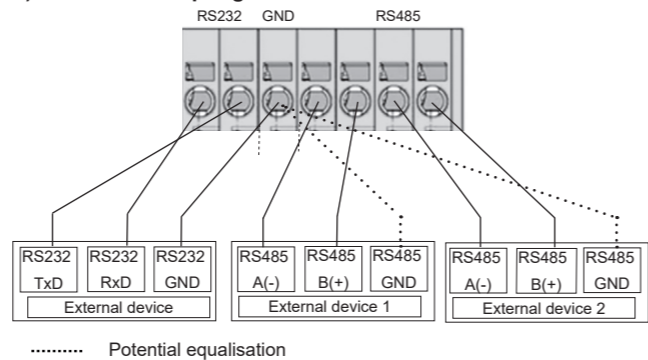 RS232 GND RS485
RS232 RS232 RS232
TxD RxD GND
External device
RS485 RS485 RS485
A(-) B(+) GND
External device 1
RS485 RS485 RS485
A(-) B(+) GND
External device 2
Potential equalisation